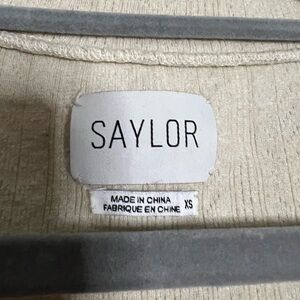 SAYLOR
MADE IN CHINA
FABRIQUE EN CHINE
XS